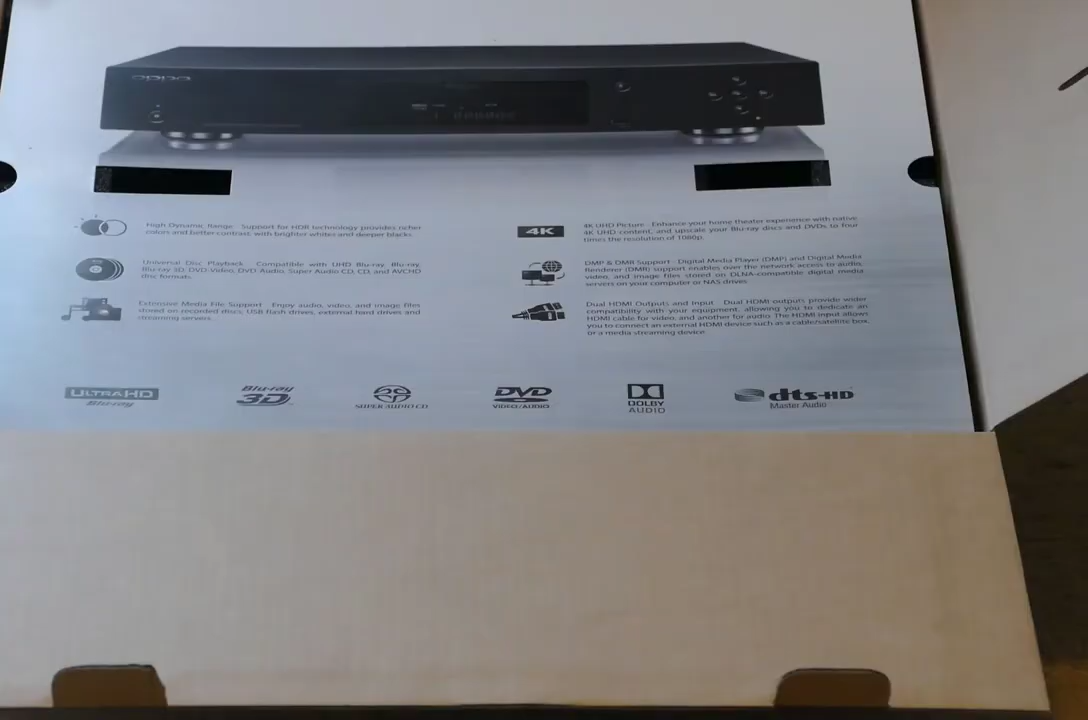 oppo
High Dynamic Range - Support for HDR technology provides richer
colors and better contrast, with brighter whites and deeper blacks.
Universal Disc Playback - Compatible with UHD Blu-ray, Blu-ray,
Blu-ray 3D, DVD-Video, DVD-Audio, Super Audio CD, CD, and AVCHD
disc formats.
Extensive Media File Support - Enjoy audio, video, and image files
stored on recorded discs, USB flash drives, external hard drives and
streaming servers.
4K
4K UHD Picture - Enhance your home theater experience with native
4K UHD content, and upscale your Blu-ray discs and DVDs to four
times the resolution of 1080p.
DMP & DMR Support - Digital Media Player (DMP) and Digital Media
Renderer (DMR) support enables over the network access to audio,
video, and image files stored on DLNA-compatible digital media
servers on your computer or NAS drives.
Dual HDMI Outputs and Input - Dual HDMI outputs provide wider
compatibility with your equipment, allowing you to dedicate an
HDMI cable for video, and another for audio. The HDMI input allows
you to connect an external HDMI device such as a cable/satellite box,
or a media streaming device.
ULTRA HD
Blu-ray
Blu-ray
3D
SUPER AUDIO CD
DVD
VIDEO/AUDIO
DOLBY
AUDIO
dts-HD
Master Audio